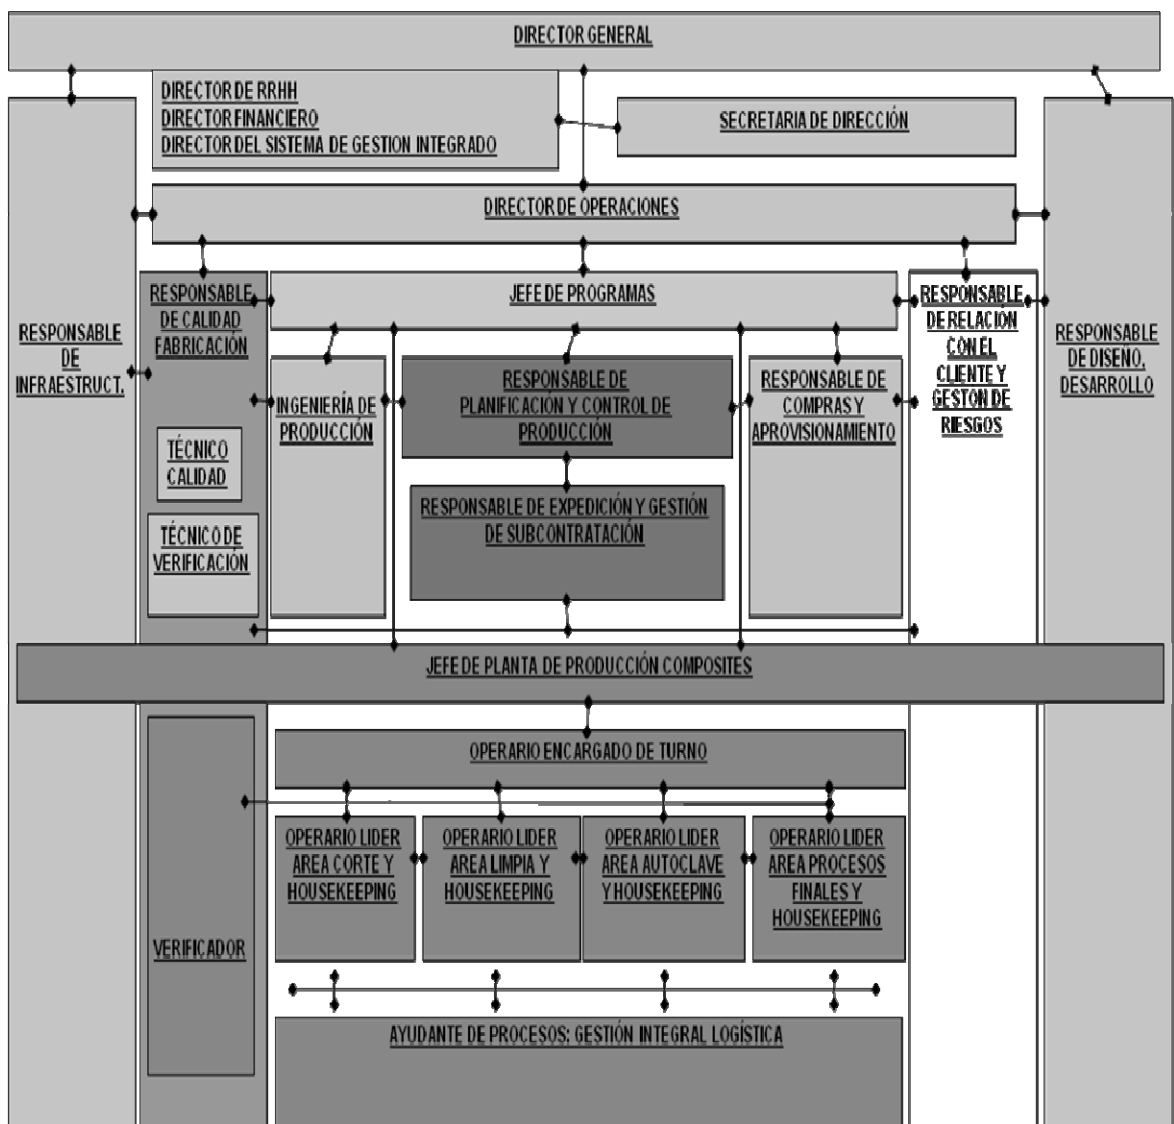 DIRECTOR GENERAL
DIRECTOR DE RRHH
DIRECTOR FINANCIERO
DIRECTOR DEL SISTEMA DE GESTION INTEGRADO
SECRETARIA DE DIRECCIÓN
DIRECTOR DE OPERACIONES
RESPONSABLE
DE
INFRAESTRUCT.
RESPONSABLE
DE CALIDAD
FABRICACIÓN
TÉCNICO
CALIDAD
TÉCNICO DE
VERIFICACIÓN
JEFE DE PROGRAMAS
INGENIERÍA DE
PRODUCCIÓN
RESPONSABLE DE
PLANIFICACIÓN Y CONTROL DE
PRODUCCIÓN
RESPONSABLE DE EXPEDICIÓN Y GESTIÓN
DE SUBCONTRATACIÓN
RESPONSABLE DE
COMPRAS Y
APROVISIONAMIENTO
RESPONSABLE
DE RELACIÓN
CON EL
CLIENTE Y
GESTON DE
RIESGOS
RESPONSABLE
DE DISEÑO,
DESARROLLO
JEFE DE PLANTA DE PRODUCCIÓN COMPOSITES
OPERARIO ENCARGADO DE TURNO
VERIFICADOR
OPERARIO LIDER
AREA CORTE Y
HOUSEKEEPING
OPERARIO LIDER
AREA LIMPIA Y
HOUSEKEEPING
OPERARIO LIDER
AREA AUTOCLAVE
Y HOUSEKEEPING
OPERARIO LIDER
AREA PROCESOS
FINALES Y
HOUSEKEEPING
AYUDANTE DE PROCESOS: GESTIÓN INTEGRAL LOGÍSTICA